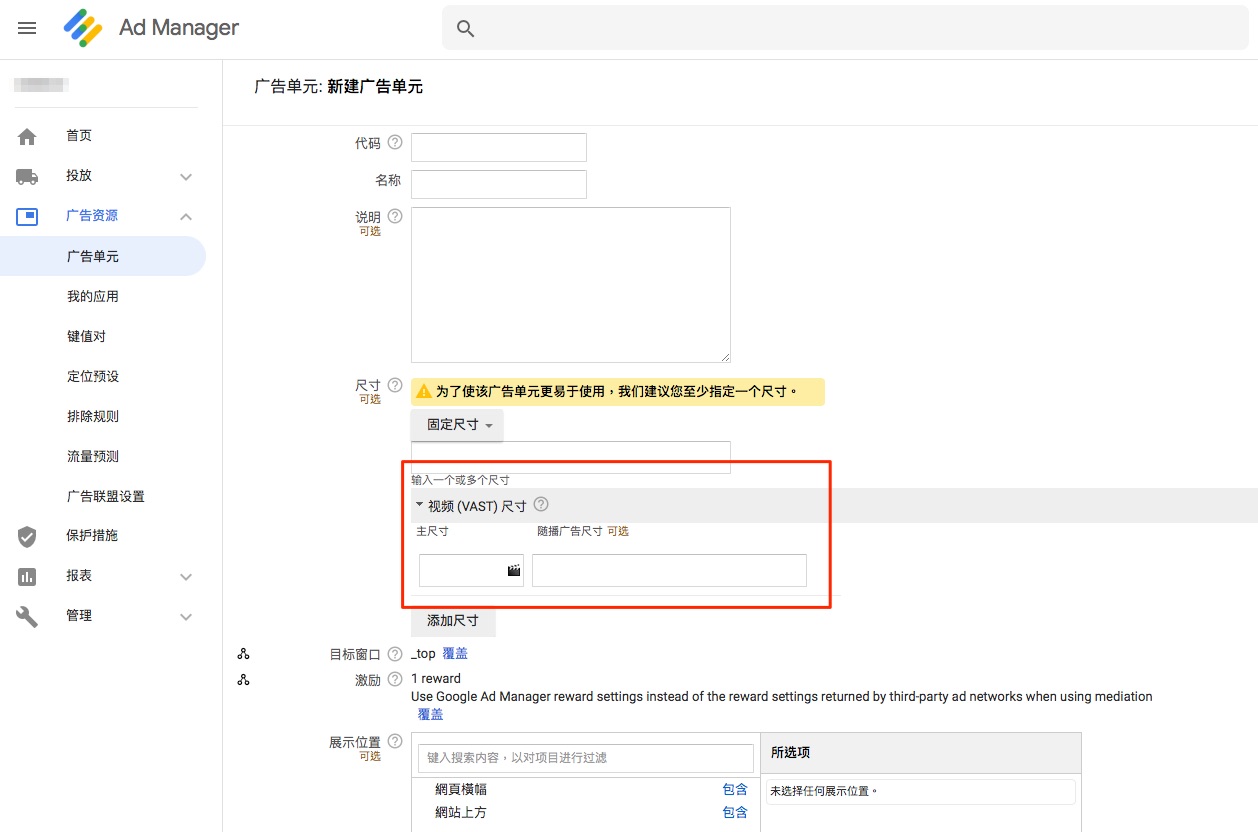 Ad Manager
广告单元: 新建广告单元
首页
投放
广告资源
广告单元
我的应用
键值对
定位预设
排除规则
流量预测
广告联盟设置
保护措施
报表
管理
代码
名称
说明
可选
尺寸
可选
为了使该广告单元更易于使用，我们建议您至少指定一个尺寸。
固定尺寸
输入一个或多个尺寸
视频 (VAST) 尺寸
主尺寸 随播广告尺寸 可选
添加尺寸
目标窗口 _top 覆盖
激励 1 reward
Use Google Ad Manager reward settings instead of the reward settings returned by third-party ad networks when using mediation
覆盖
展示位置
可选
键入搜索内容，以对项目进行过滤
網頁橫幅 包含
網站上方 包含
所选项
未选择任何展示位置。